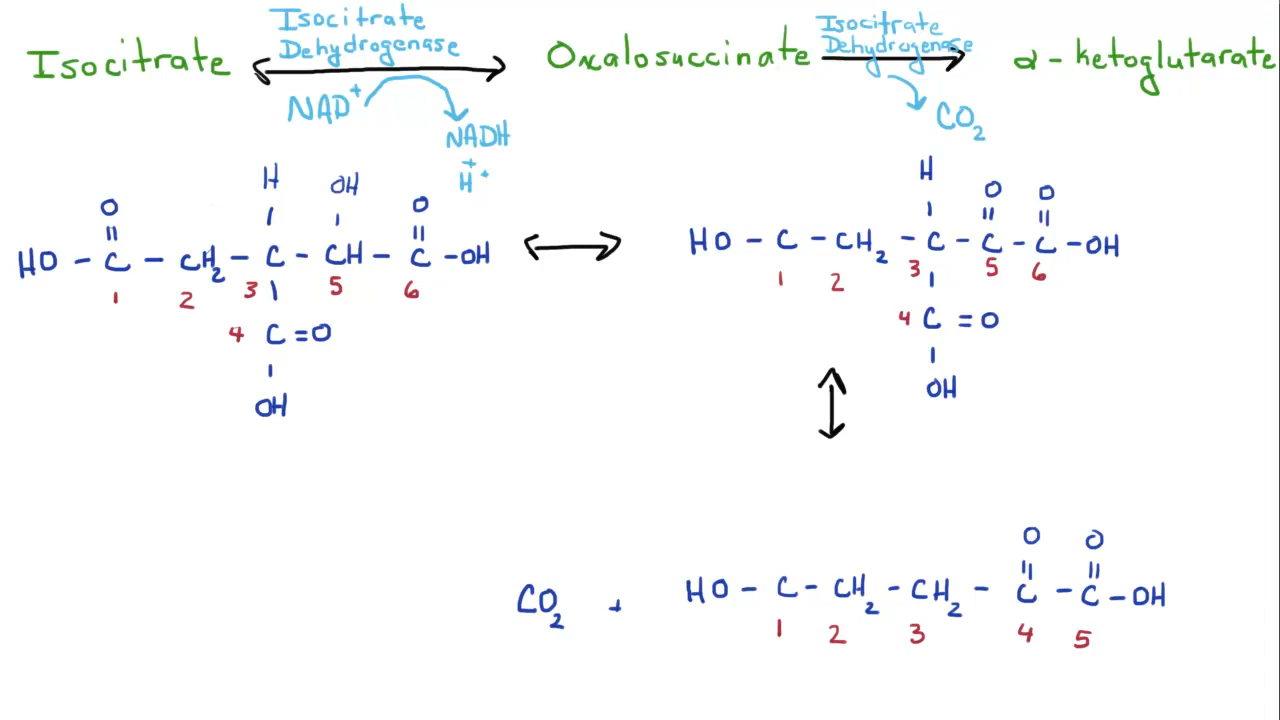 Isocitrate
Isocitrate
Dehydrogenase
NAD⁺
NADH
+
H⁺
Oxalosuccinate
Isocitrate
Dehydrogenase
CO₂
α - ketoglutarate
H OH
O O
|| | | ||
HO - C - CH₂ - C - CH - C - OH
1 2 3 | 5 6
4 C = O
|
OH
H
O O
| || ||
HO - C - CH₂ - C - C - C - OH
1 2 3 | 5 6
4 C = O
|
OH
O O
|| ||
CO₂ + HO - C - CH₂ - CH₂ - C - C - OH
1 2 3 4 5